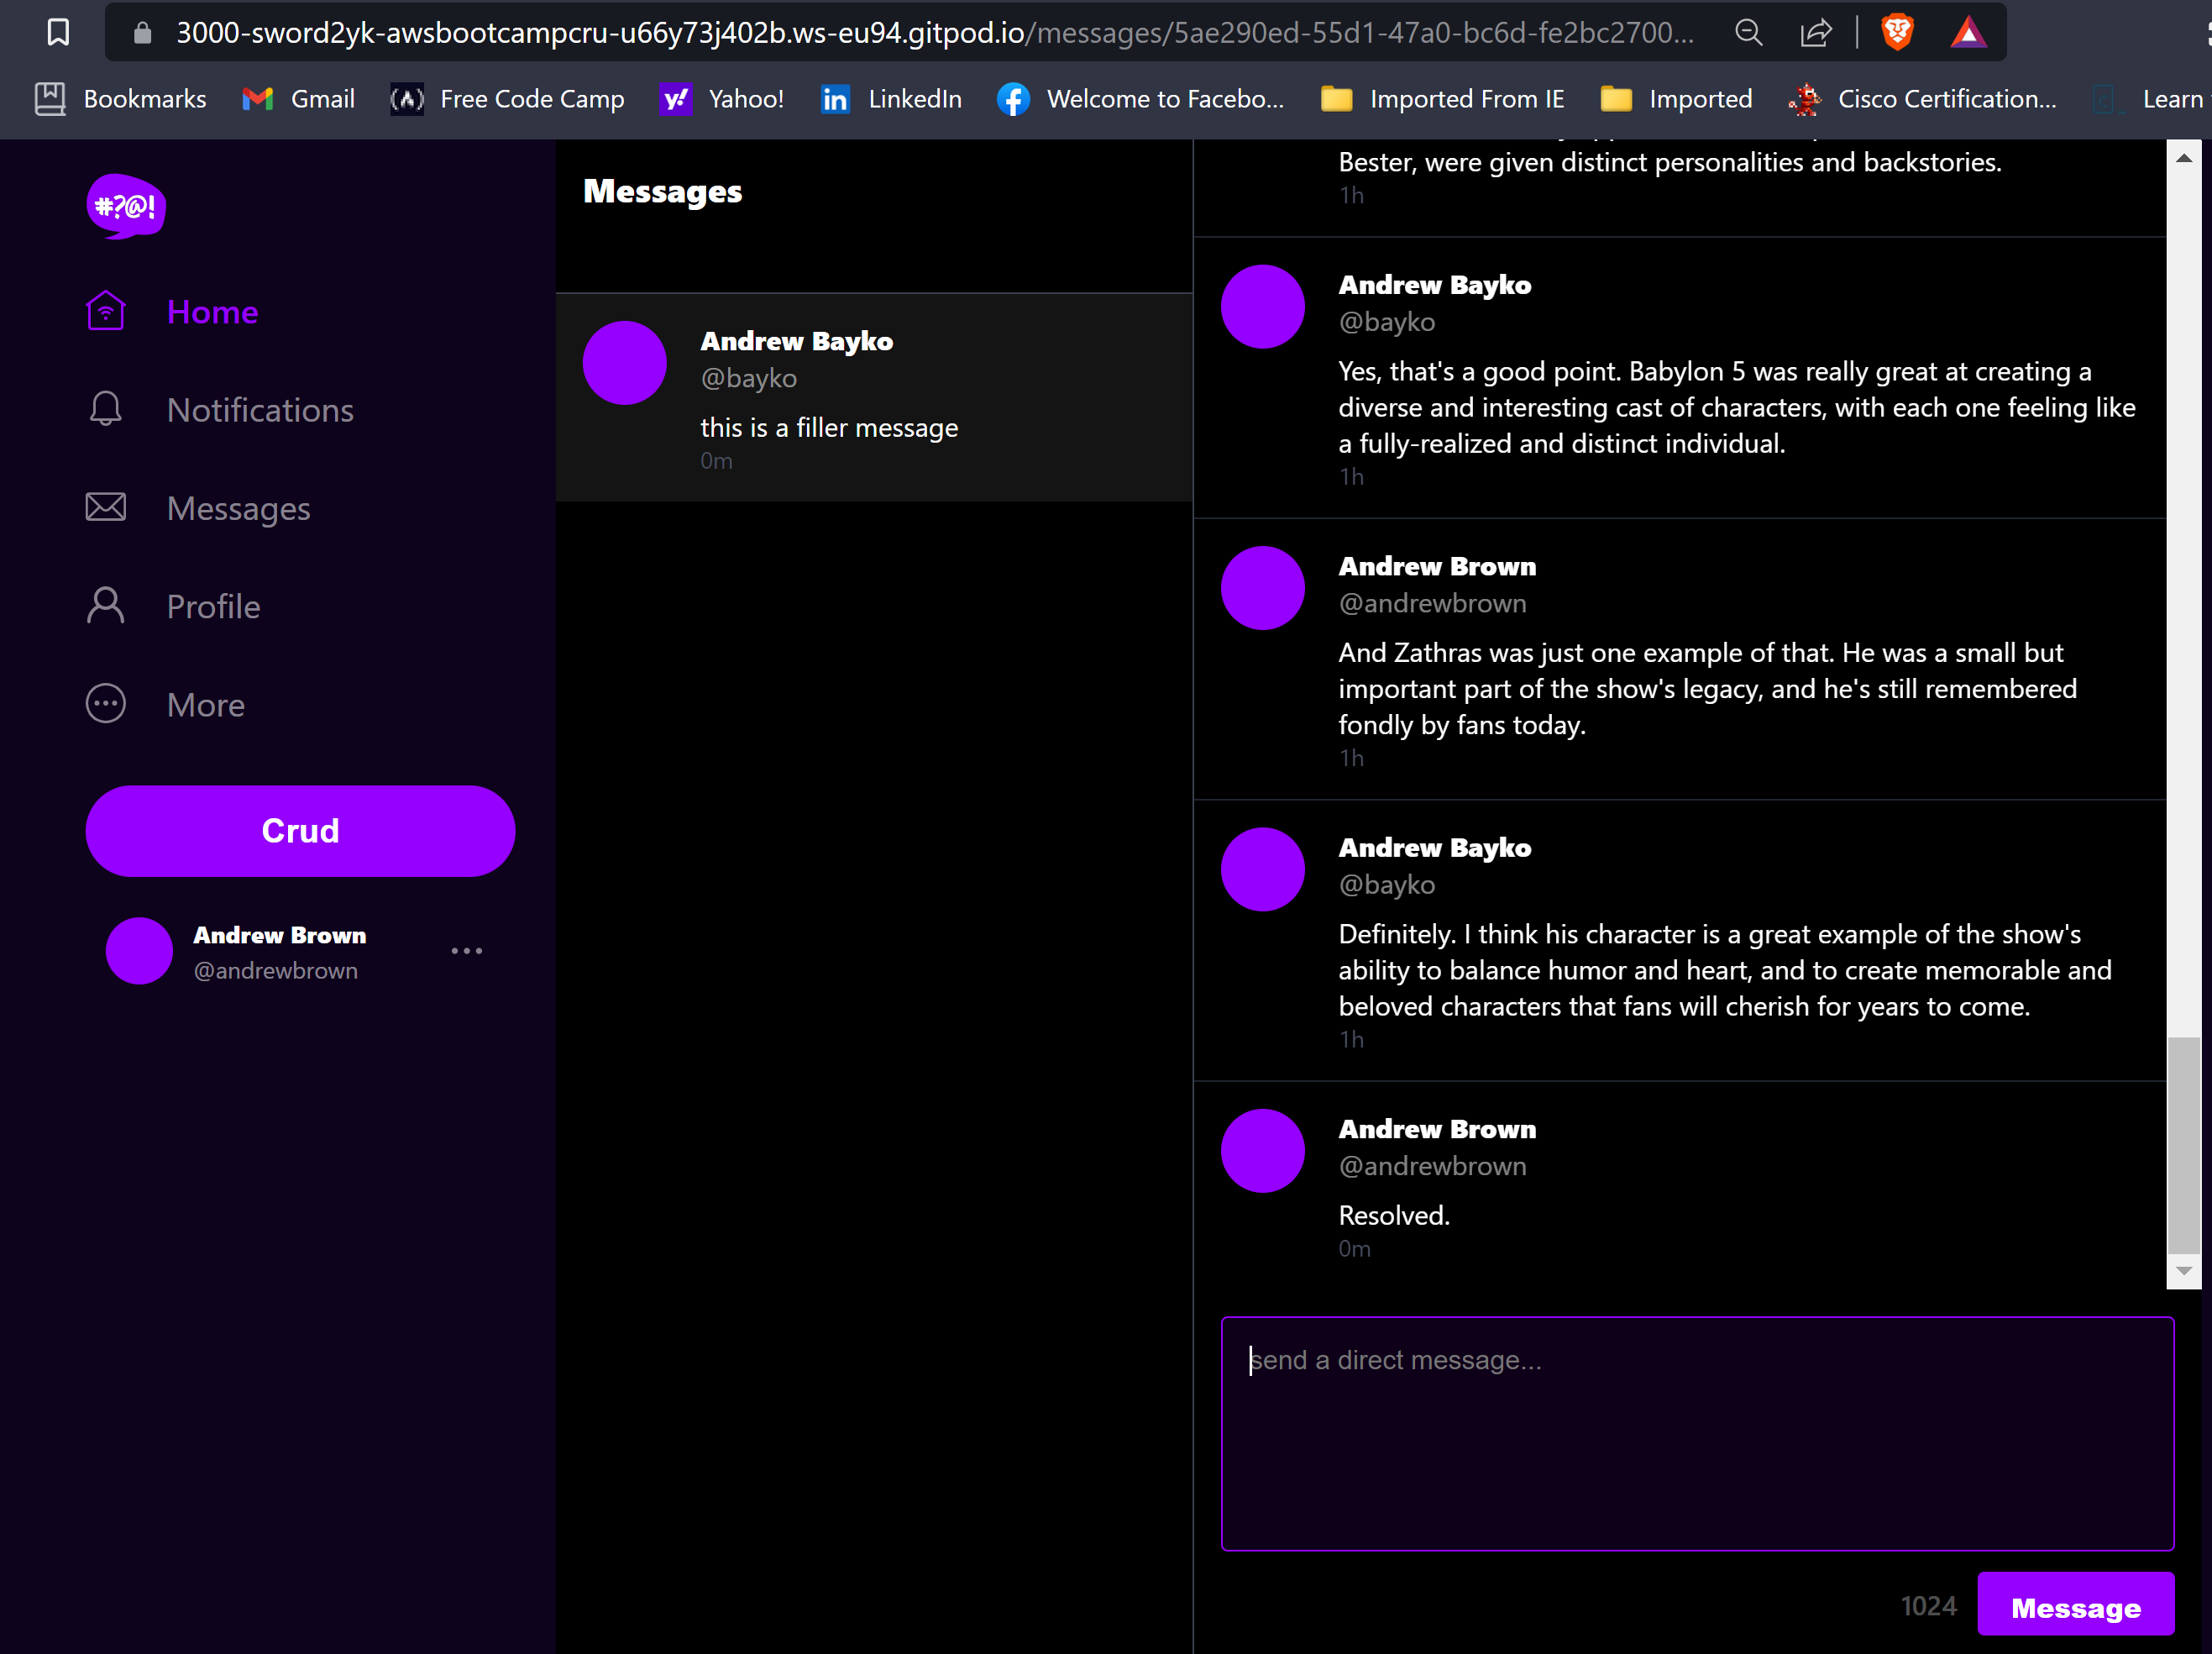 3000-sword2yk-awsbootcampcru-u66y73j402b.ws-eu94.gitpod.io/messages/5ae290ed-55d1-47a0-bc6d-fe2bc2700...
Bookmarks
Gmail
Free Code Camp
Yahoo!
LinkedIn
Welcome to Facebo...
Imported From IE
Imported
Cisco Certification...
Learn
#?@!
Home
Notifications
Messages
Profile
More
Crud
Andrew Brown
@andrewbrown
Messages
Andrew Bayko
@bayko
this is a filler message
0m
Bester, were given distinct personalities and backstories.
1h
Andrew Bayko
@bayko
Yes, that's a good point. Babylon 5 was really great at creating a
diverse and interesting cast of characters, with each one feeling like
a fully-realized and distinct individual.
1h
Andrew Brown
@andrewbrown
And Zathras was just one example of that. He was a small but
important part of the show's legacy, and he's still remembered
fondly by fans today.
1h
Andrew Bayko
@bayko
Definitely. I think his character is a great example of the show's
ability to balance humor and heart, and to create memorable and
beloved characters that fans will cherish for years to come.
1h
Andrew Brown
@andrewbrown
Resolved.
0m
send a direct message...
1024
Message